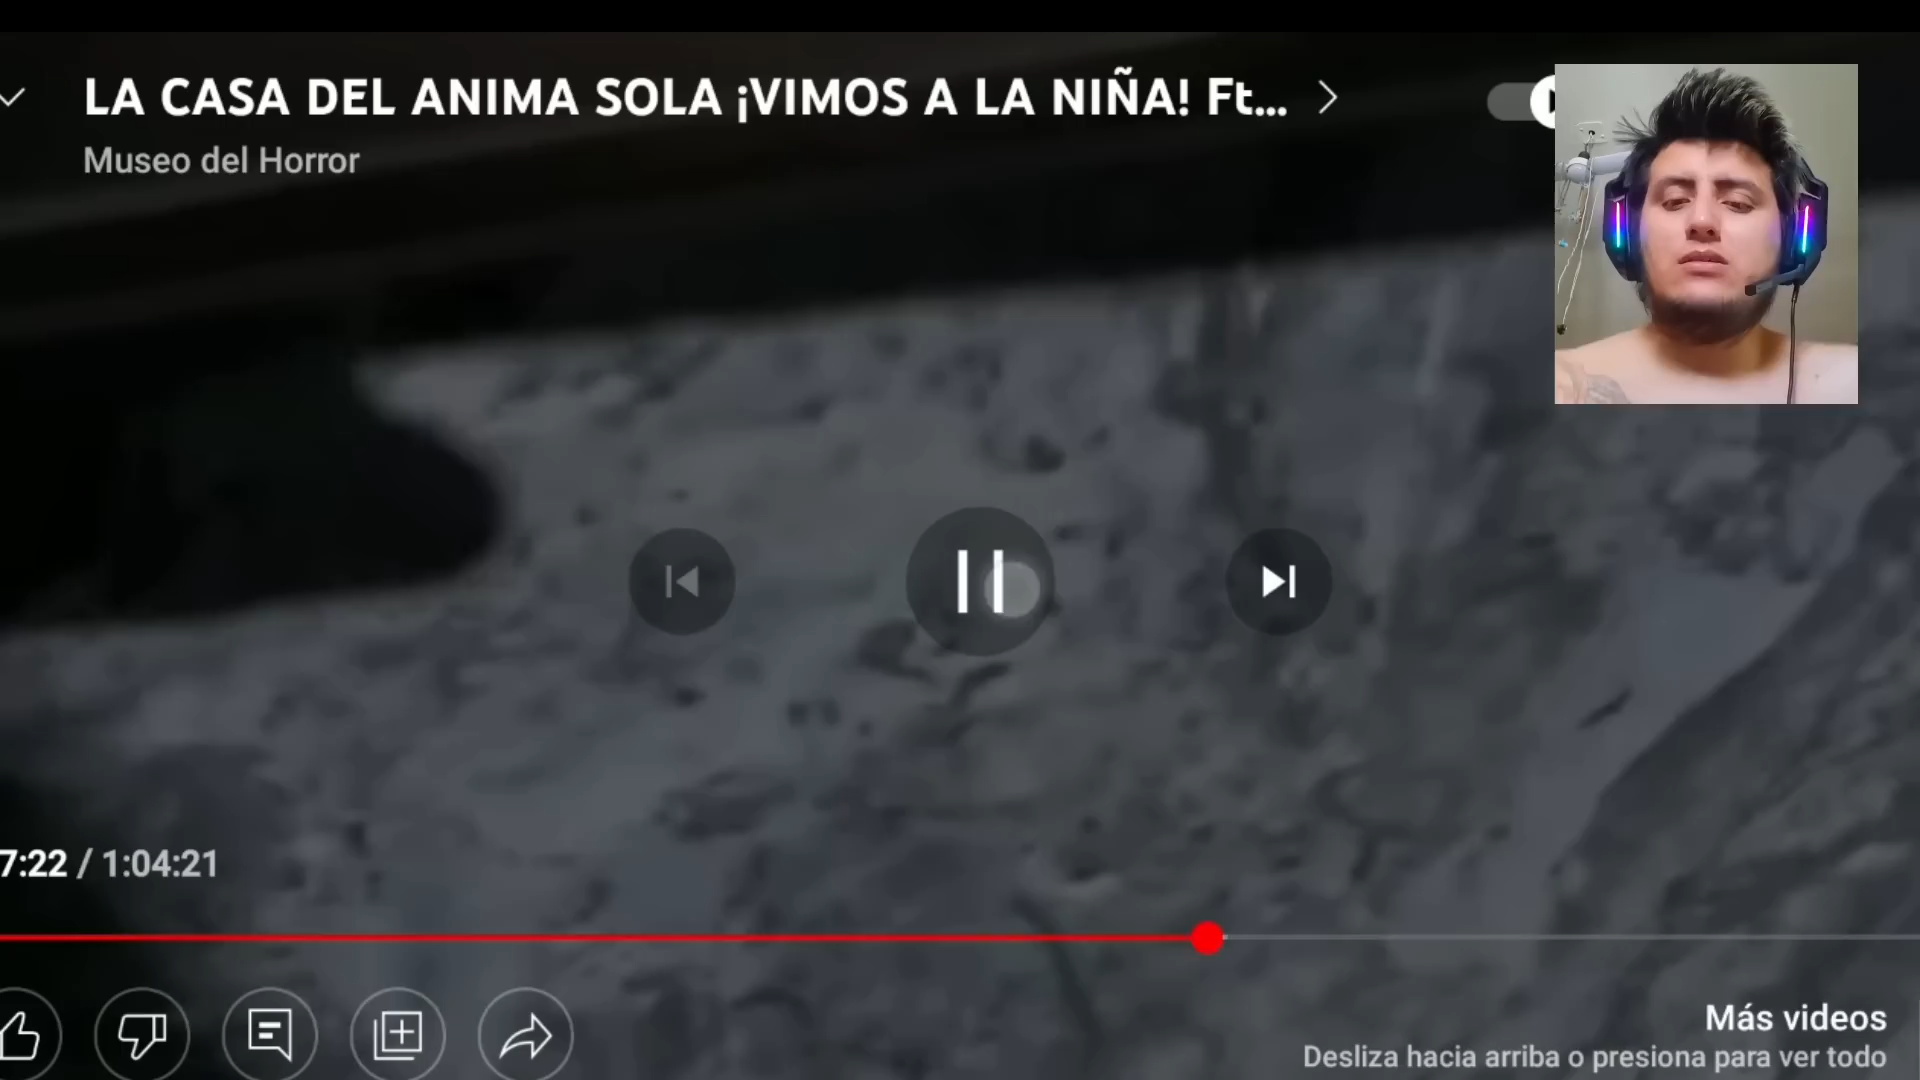 LA CASA DEL ANIMA SOLA ¡VIMOS A LA NIÑA! Ft...
Museo del Horror
7:22 / 1:04:21
Más videos
Desliza hacia arriba o presiona para ver todo